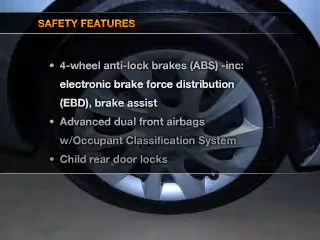 SAFETY FEATURES
• 4-wheel anti-lock brakes (ABS) -inc:
electronic brake force distribution
(EBD), brake assist
• Advanced dual front airbags
w/Occupant Classification System
• Child rear door locks